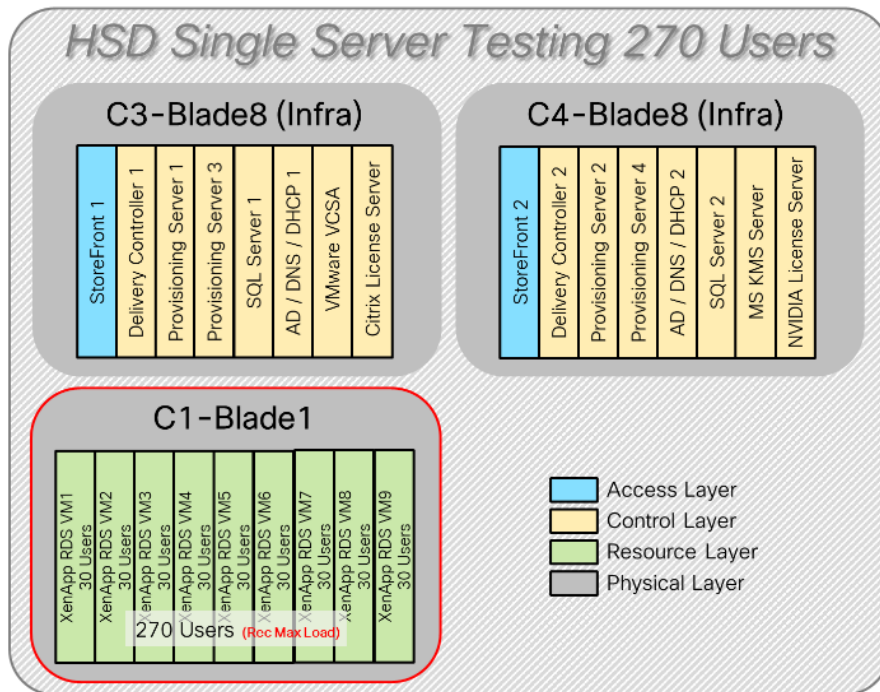 HSD Single Server Testing 270 Users
C3-Blade8 (Infra)
StoreFront 1
Delivery Controller 1
Provisioning Server 1
Provisioning Server 3
SQL Server 1
AD / DNS / DHCP 1
VMware VCSA
Citrix License Server
C4-Blade8 (Infra)
StoreFront 2
Delivery Controller 2
Provisioning Server 2
Provisioning Server 4
AD / DNS / DHCP 2
SQL Server 2
MS KMS Server
NVIDIA License Server
C1-Blade1
XenApp RDS VM1
30 Users
XenApp RDS VM2
30 Users
XenApp RDS VM3
30 Users
XenApp RDS VM4
30 Users
XenApp RDS VM5
30 Users
XenApp RDS VM6
30 Users
XenApp RDS VM7
30 Users
XenApp RDS VM8
30 Users
XenApp RDS VM9
30 Users
270 Users (Rec Max Load)
Access Layer
Control Layer
Resource Layer
Physical Layer